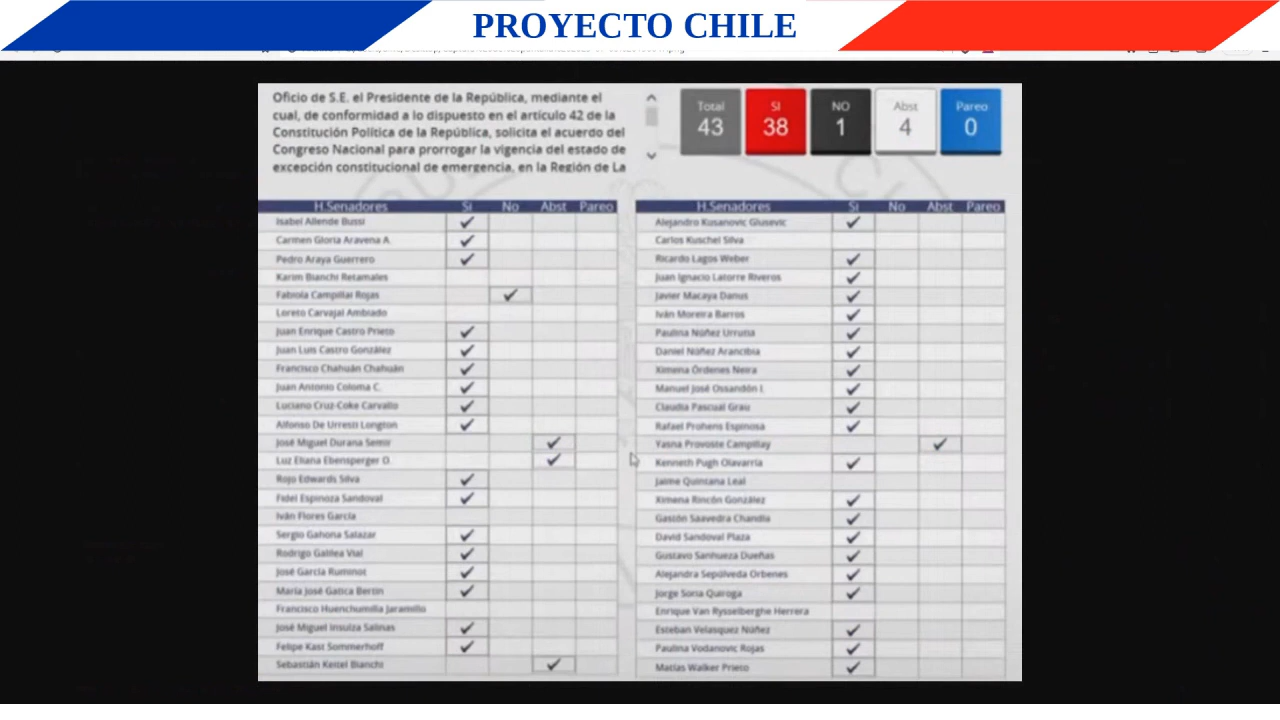 PROYECTO CHILE
Oficio de S.E. el Presidente de la República, mediante el
cual, de conformidad a lo dispuesto en el artículo 42 de la
Constitución Política de la República, solicita el acuerdo del
Congreso Nacional para prorrogar la vigencia del estado de
excepción constitucional de emergencia, en la Región de La
Total 43
SI 38
NO 1
Abst 4
Pareo 0
H.Senadores Si No Abst Pareo
Isabel Allende Bussi
Carmen Gloria Aravena A.
Pedro Araya Guerrero
Karim Bianchi Retamales
Fabiola Campillai Rojas
Loreto Carvajal Ambiado
Juan Enrique Castro Prieto
Juan Luis Castro González
Francisco Chahuán Chahuán
Juan Antonio Coloma C.
Luciano Cruz-Coke Carvallo
Alfonso De Urresti Longton
José Miguel Durana Semir
Luz Eliana Ebensperger O.
Rojo Edwards Silva
Fidel Espinoza Sandoval
Iván Flores García
Sergio Gahona Salazar
Rodrigo Galilea Vial
José García Ruminot
María José Gatica Bertin
Francisco Huenchumilla Jaramillo
José Miguel Insulza Salinas
Felipe Kast Sommerhoff
Sebastián Keitel Bianchi
H.Senadores Si No Abst Pareo
Alejandro Kusanovic Glusevic
Carlos Kuschel Silva
Ricardo Lagos Weber
Juan Ignacio Latorre Riveros
Javier Macaya Danus
Iván Moreira Barros
Paulina Núñez Urrutia
Daniel Núñez Arancibia
Ximena Órdenes Neira
Manuel José Ossandón I.
Claudia Pascual Grau
Rafael Prohens Espinosa
Yasna Provoste Campillay
Kenneth Pugh Olavarría
Jaime Quintana Leal
Ximena Rincón González
Gastón Saavedra Chandía
David Sandoval Plaza
Gustavo Sanhueza Dueñas
Alejandra Sepúlveda Orbenes
Jorge Soria Quiroga
Enrique Van Rysselberghe Herrera
Esteban Velásquez Núñez
Paulina Vodanovic Rojas
Matías Walker Prieto